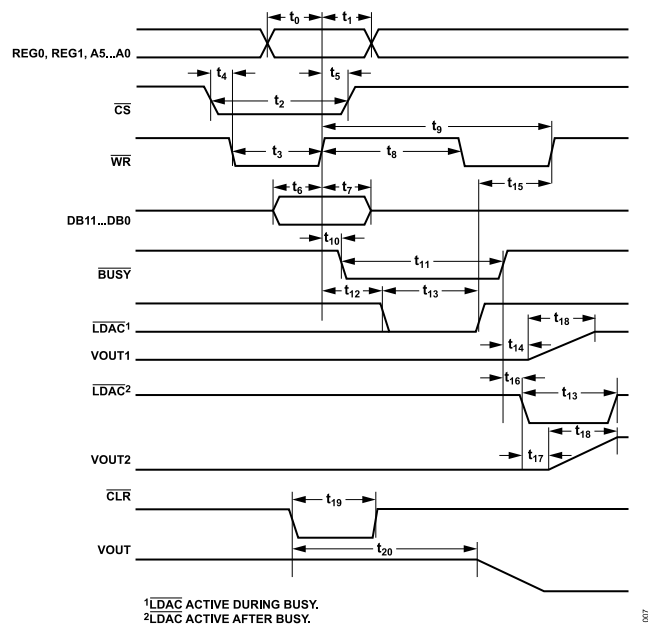 t0 t1
REG0, REG1, A5...A0
t4 t5
t2
CS
t9
t3 t8
WR
t15
t6 t7
DB11...DB0
t10
t11
BUSY
t12 t13
t18
LDAC1
t14
VOUT1
t16
LDAC2
t13
t18
VOUT2
t17
CLR
t19
VOUT
t20
1LDAC ACTIVE DURING BUSY.
2LDAC ACTIVE AFTER BUSY.
007